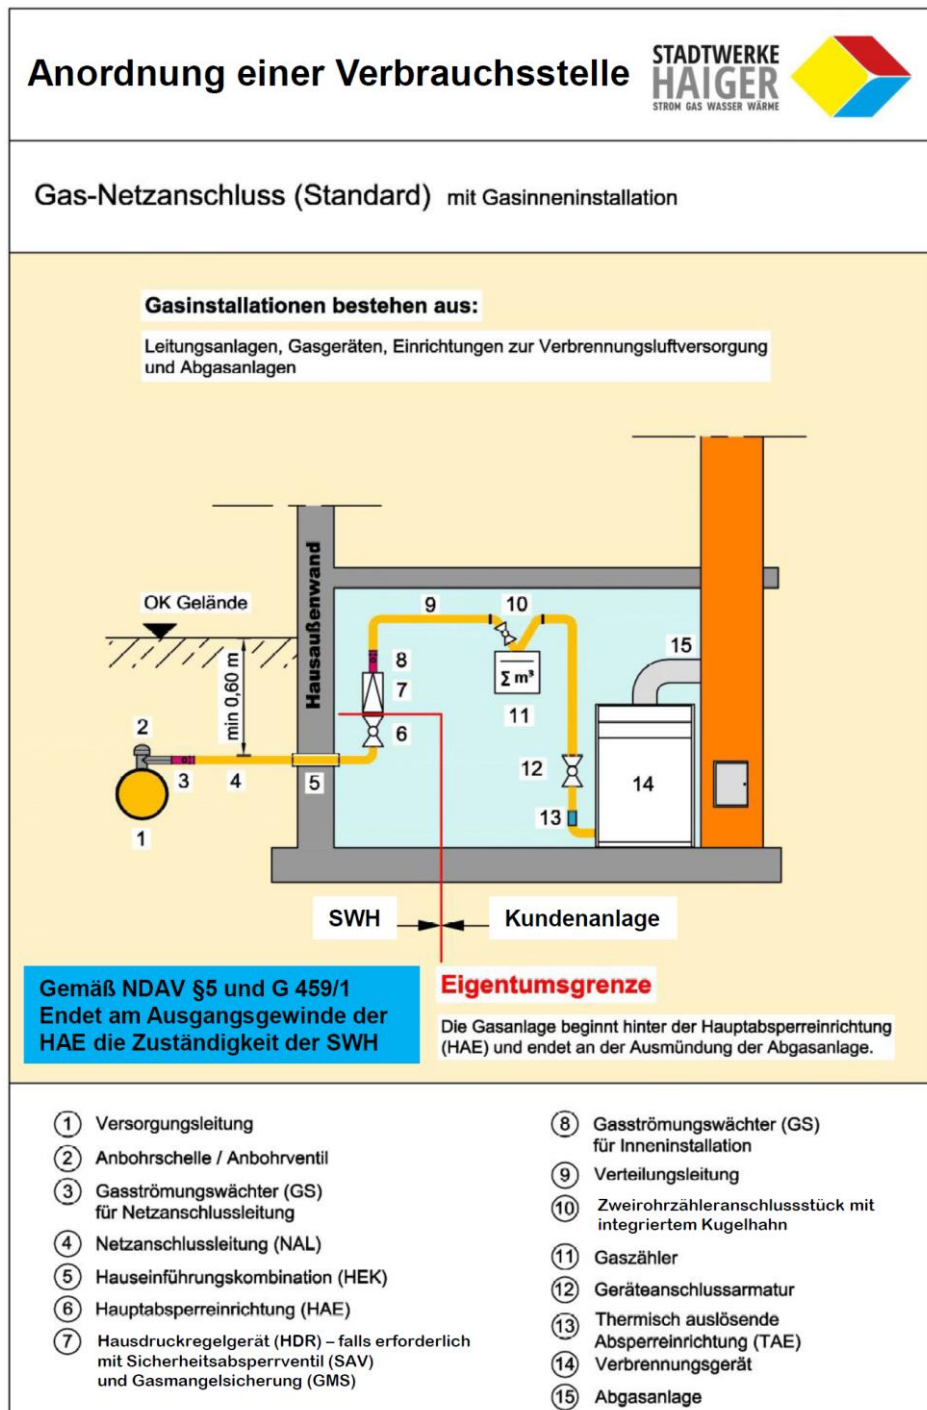 Anordnung einer Verbrauchsstelle
STADTWERKE
HAIGER
STROM GAS WASSER WÄRME
Gas-Netzanschluss (Standard) mit Gasinneninstallation
Gasinstallationen bestehen aus:
Leitungsanlagen, Gasgeräten, Einrichtungen zur Verbrennungsluftversorgung
und Abgasanlagen
OK Gelände
min 0,60 m
Hausaußenwand
1
2
3
4
5
6
7
8
9
10
Σ m³
11
12
13
14
15
SWH
Kundenanlage
Gemäß NDAV §5 und G 459/1
Endet am Ausgangsgewinde der
HAE die Zuständigkeit der SWH
Eigentumsgrenze
Die Gasanlage beginnt hinter der Hauptabsperreinrichtung
(HAE) und endet an der Ausmündung der Abgasanlage.
1 Versorgungsleitung
2 Anbohrschelle / Anbohrventil
3 Gasströmungswächter (GS)
für Netzanschlussleitung
4 Netzanschlussleitung (NAL)
5 Hauseinführungskombination (HEK)
6 Hauptabsperreinrichtung (HAE)
7 Hausdruckregelgerät (HDR) – falls erforderlich
mit Sicherheitsabsperrventil (SAV)
und Gasmangelsicherung (GMS)
8 Gasströmungswächter (GS)
für Inneninstallation
9 Verteilungsleitung
10 Zweirohrzähleranschlussstück mit
integriertem Kugelhahn
11 Gaszähler
12 Geräteanschlussarmatur
13 Thermisch auslösende
Absperreinrichtung (TAE)
14 Verbrennungsgerät
15 Abgasanlage